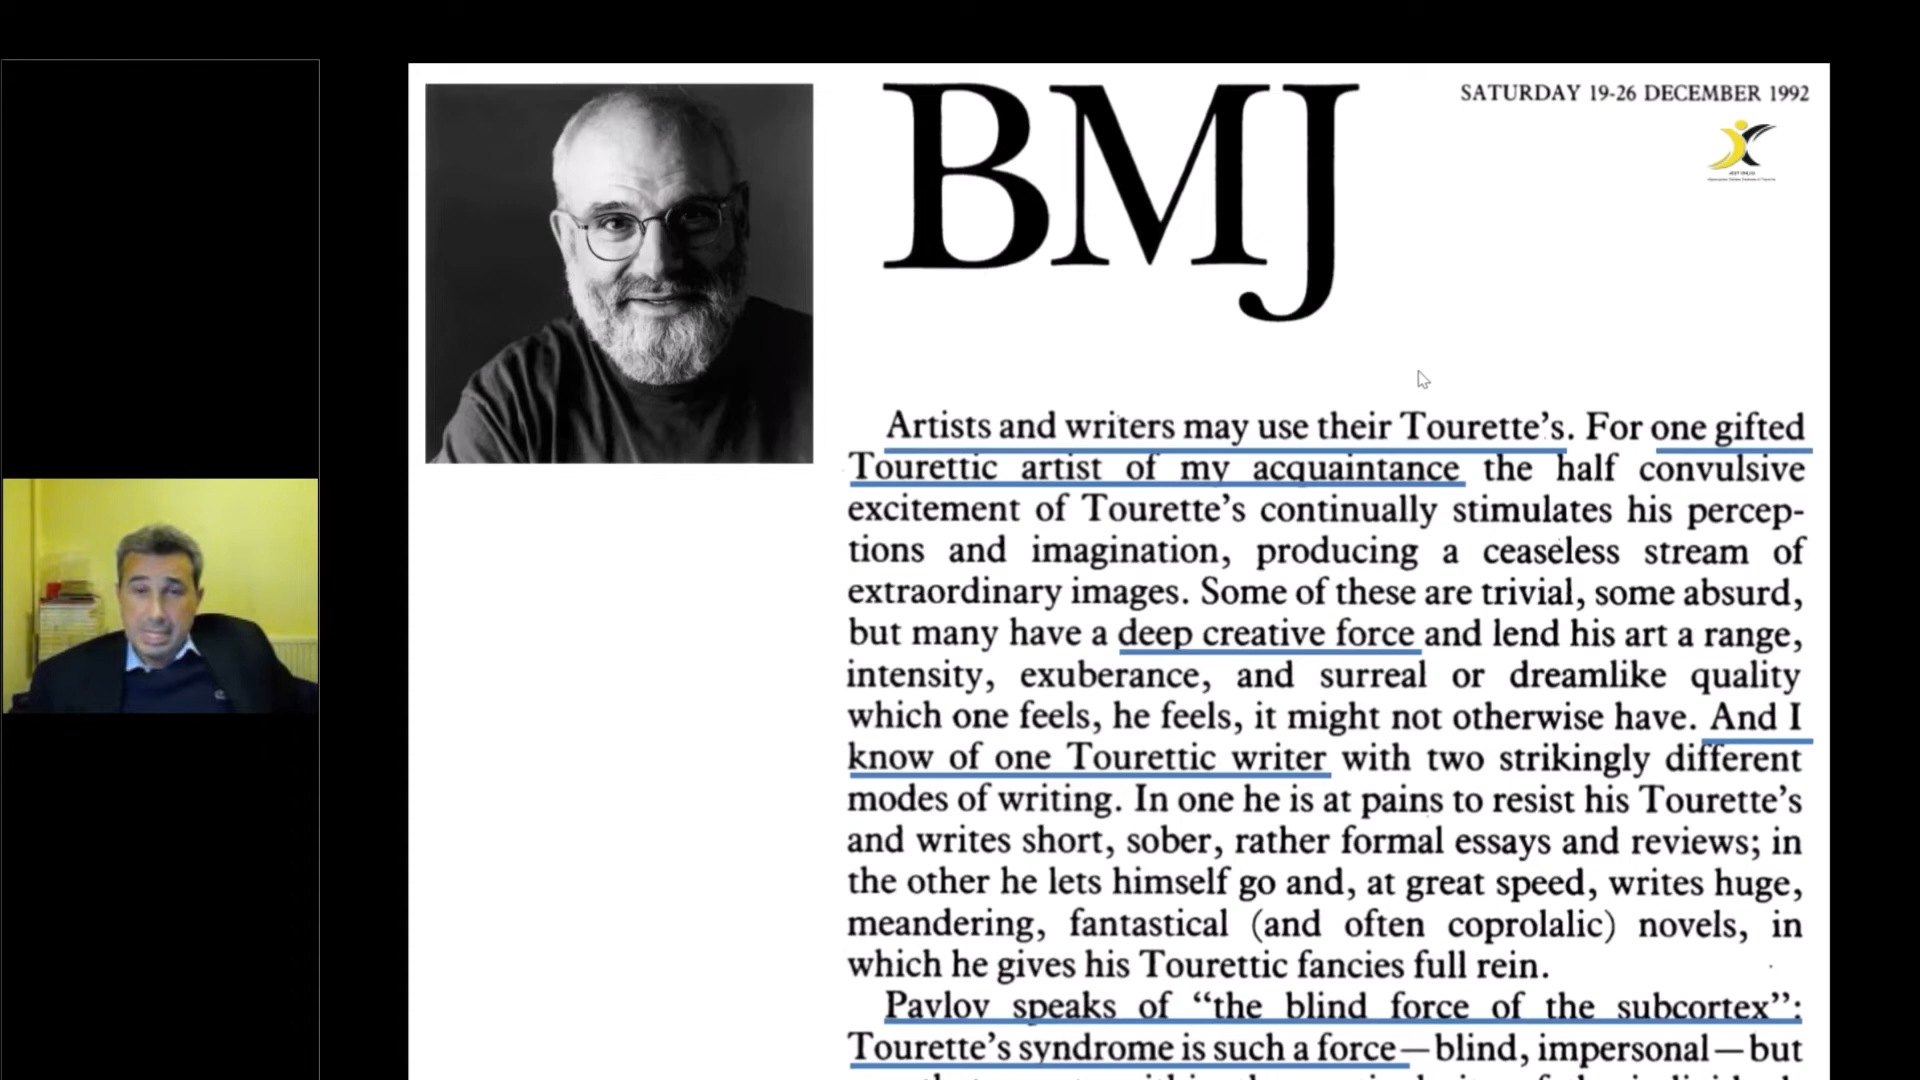 BMJ
SATURDAY 19-26 DECEMBER 1992
Artists and writers may use their Tourette's. For one gifted
Tourettic artist of my acquaintance the half convulsive
excitement of Tourette's continually stimulates his percep-
tions and imagination, producing a ceaseless stream of
extraordinary images. Some of these are trivial, some absurd,
but many have a deep creative force and lend his art a range,
intensity, exuberance, and surreal or dreamlike quality
which one feels, he feels, it might not otherwise have. And I
know of one Tourettic writer with two strikingly different
modes of writing. In one he is at pains to resist his Tourette's
and writes short, sober, rather formal essays and reviews; in
the other he lets himself go and, at great speed, writes huge,
meandering, fantastical (and often coprolalic) novels, in
which he gives his Tourettic fancies full rein.
Pavlov speaks of “the blind force of the subcortex”:
Tourette's syndrome is such a force—blind, impersonal—but